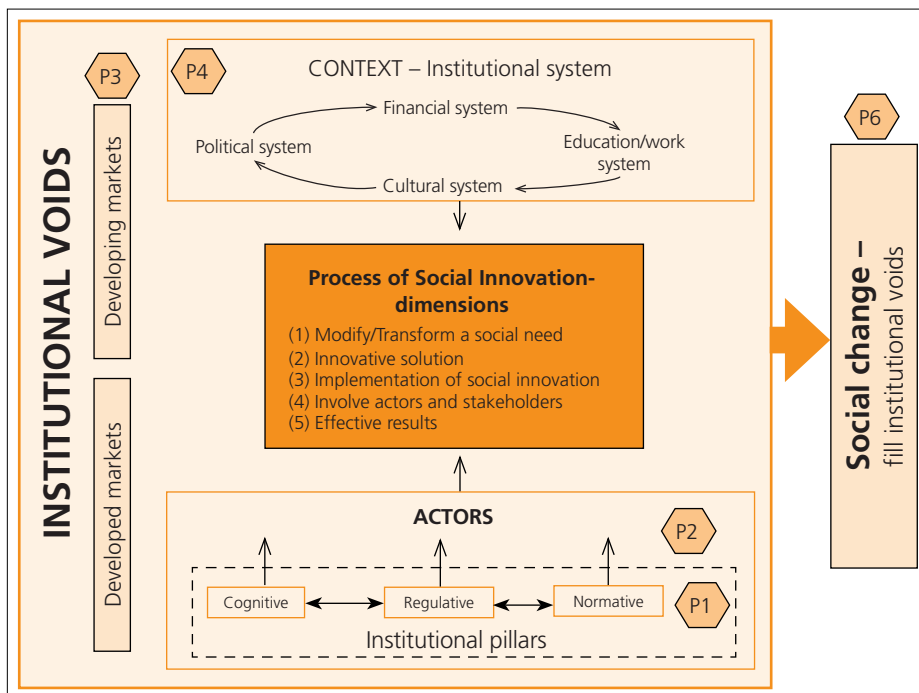 INSTITUTIONAL VOIDS
P3
Developing markets
Developed markets
P4
CONTEXT – Institutional system
Financial system
Political system
Education/work
system
Cultural system
Process of Social Innovation-
dimensions
(1) Modify/Transform a social need
(2) Innovative solution
(3) Implementation of social innovation
(4) Involve actors and stakeholders
(5) Effective results
ACTORS
P2
Cognitive
Regulative
Normative
P1
Institutional pillars
P6
Social change –
fill institutional voids